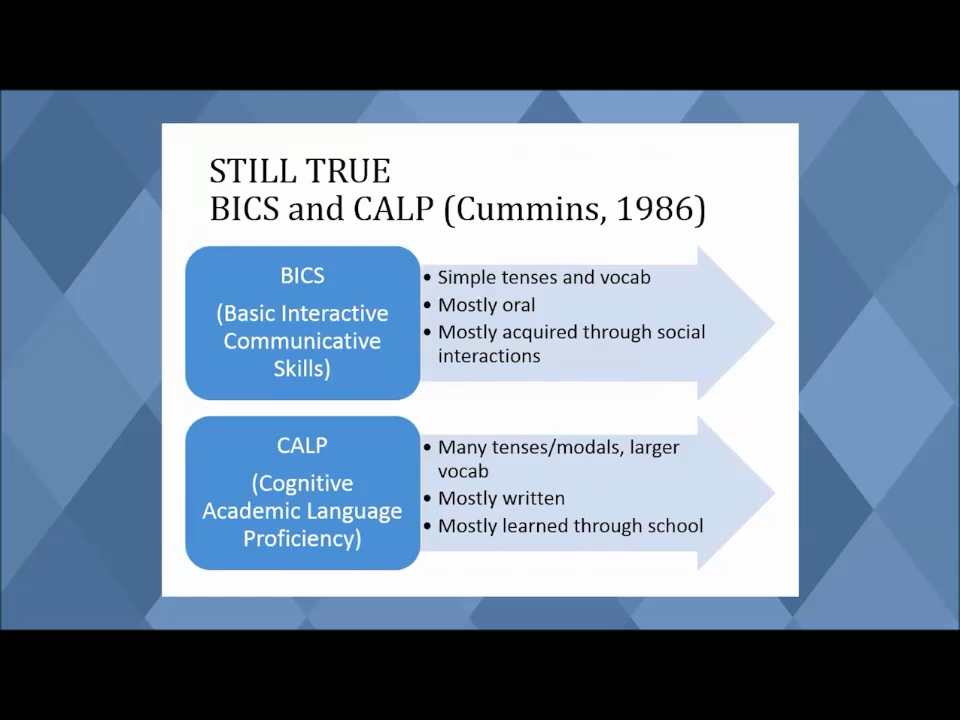 STILL TRUE
BICS and CALP (Cummins, 1986)
BICS
(Basic Interactive
Communicative
Skills)
• Simple tenses and vocab
• Mostly oral
• Mostly acquired through social
interactions
CALP
(Cognitive
Academic Language
Proficiency)
• Many tenses/modals, larger
vocab
• Mostly written
• Mostly learned through school